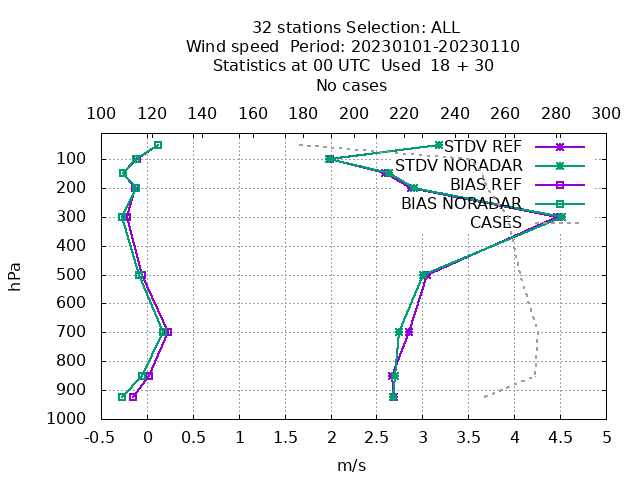 32 stations Selection: ALL
Wind speed  Period: 20230101-20230110
Statistics at 00 UTC  Used  18 + 30
No cases
100 120 140 160 180 200 220 240 260 280 300
STDV REF
STDV NORADAR
BIAS REF
BIAS NORADAR
CASES
100
200
300
400
500
600
700
800
900
1000
hPa
-0.5 0 0.5 1 1.5 2 2.5 3 3.5 4 4.5 5
m/s